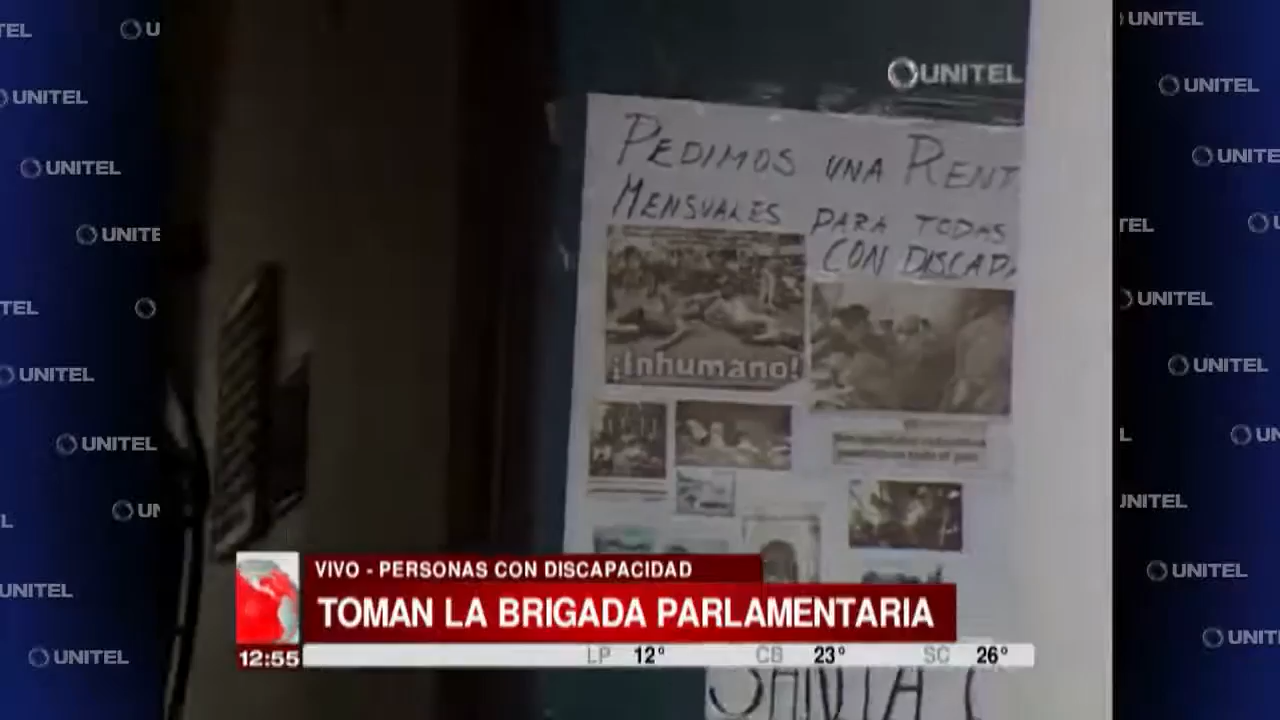 UNITEL
PEDIMOS UNA RENT
MENSUALES PARA TODAS
CON DISCAPA
¡Inhumano!
VIVO - PERSONAS CON DISCAPACIDAD
TOMAN LA BRIGADA PARLAMENTARIA
12:55 LP 12° CB 23° SC 26°
SANTA C